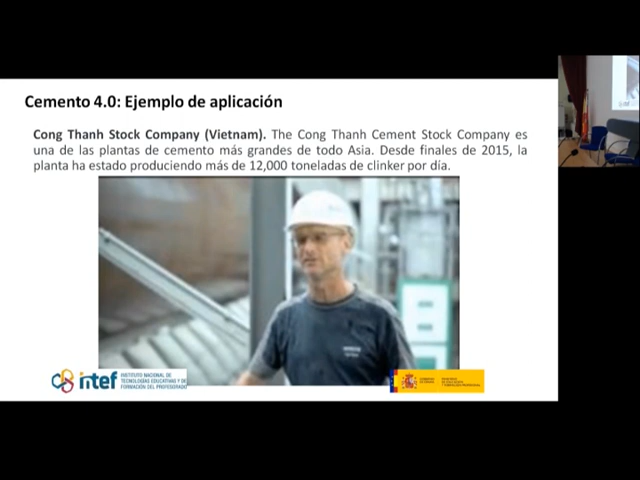 Cemento 4.0: Ejemplo de aplicación
Cong Thanh Stock Company (Vietnam). The Cong Thanh Cement Stock Company es
una de las plantas de cemento más grandes de todo Asia. Desde finales de 2015, la
planta ha estado produciendo más de 12,000 toneladas de clinker por día.
intef
INSTITUTO NACIONAL DE
TECNOLOGÍAS EDUCATIVAS Y DE
FORMACIÓN DEL PROFESORADO